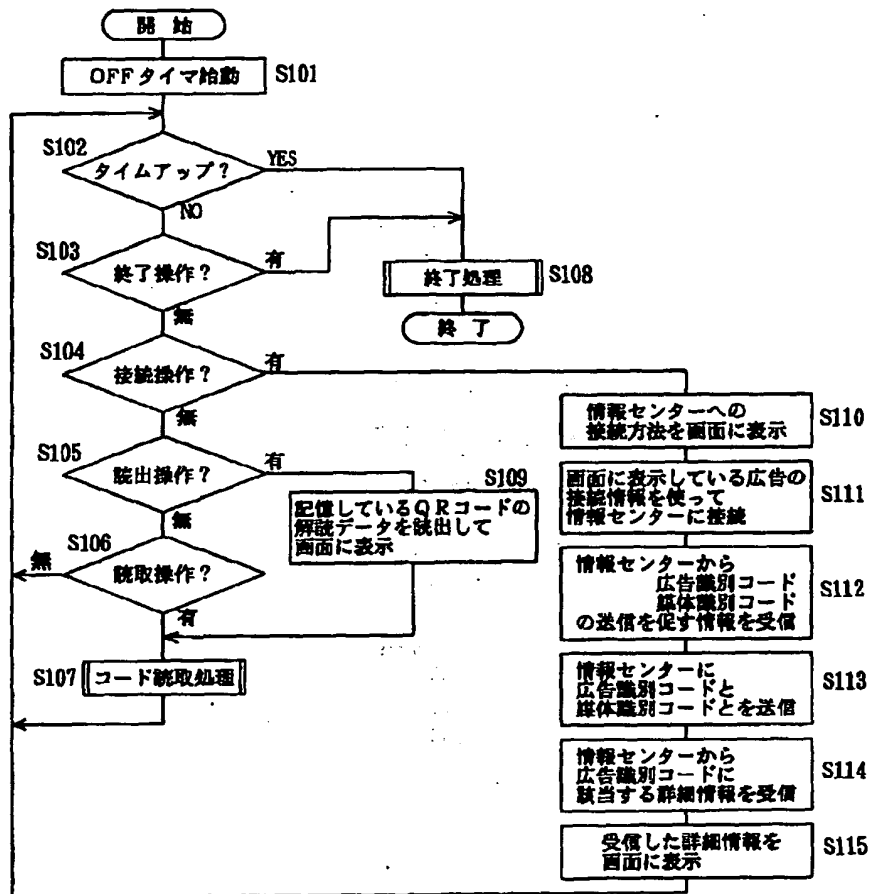 開始
OFFタイマ始動
S101
S102
タイムアップ?
YES
NO
S103
終了操作?
有
無
終了処理
S108
終了
S104
接続操作?
有
無
S105
読出操作?
有
無
S109
記憶しているQRコードの
解読データを読出して
画面に表示
S106
読取操作?
無
有
S107
コード読取処理
情報センターへの
接続方法を画面に表示
S110
画面に表示している広告の
接続情報を使って
情報センターに接続
S111
情報センターから
広告識別コード
媒体識別コード
の送信を促す情報を受信
S112
情報センターに
広告識別コードと
媒体識別コードとを送信
S113
情報センターから
広告識別コードに
該当する詳細情報を受信
S114
受信した詳細情報を
画面に表示
S115